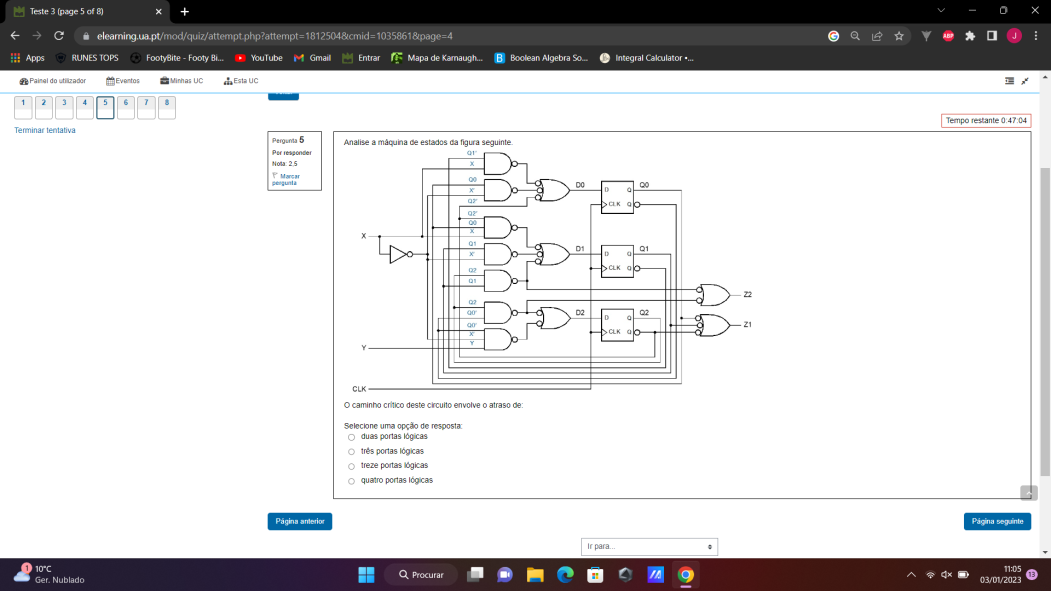 Teste 3 (page 5 of 8)
elearning.ua.pt/mod/quiz/attempt.php?attempt=1812504&cmid=1035861&page=4
Apps
RUNES TOPS
FootyBite - Footy Bi...
YouTube
Gmail
Entrar
Mapa de Karnaugh...
Boolean Algebra So...
Integral Calculator •...
Painel do utilizador
Eventos
Minhas UC
Esta UC
1 2 3 4 5 6 7 8
Terminar tentativa
Tempo restante 0:47:04
Pergunta 5
Por responder
Nota: 2,5
Marcar pergunta
Analise a máquina de estados da figura seguinte.
Q1'
X
Q0
X'
Q2'
D0
D Q
CLK Q
Q0
Q2'
Q0
X
X
Q1
X'
D1
D Q
CLK Q
Q1
Q2
Q1
Z2
Q2
Q0'
D2
D Q
CLK Q
Q2
Z1
Q0'
X'
Y
Y
CLK
O caminho crítico deste circuito envolve o atraso de:
Selecione uma opção de resposta:
duas portas lógicas
três portas lógicas
treze portas lógicas
quatro portas lógicas
Página anterior
Página seguinte
Ir para...
1
10°C
Ger. Nublado
Procurar
11:05
03/01/2023
13